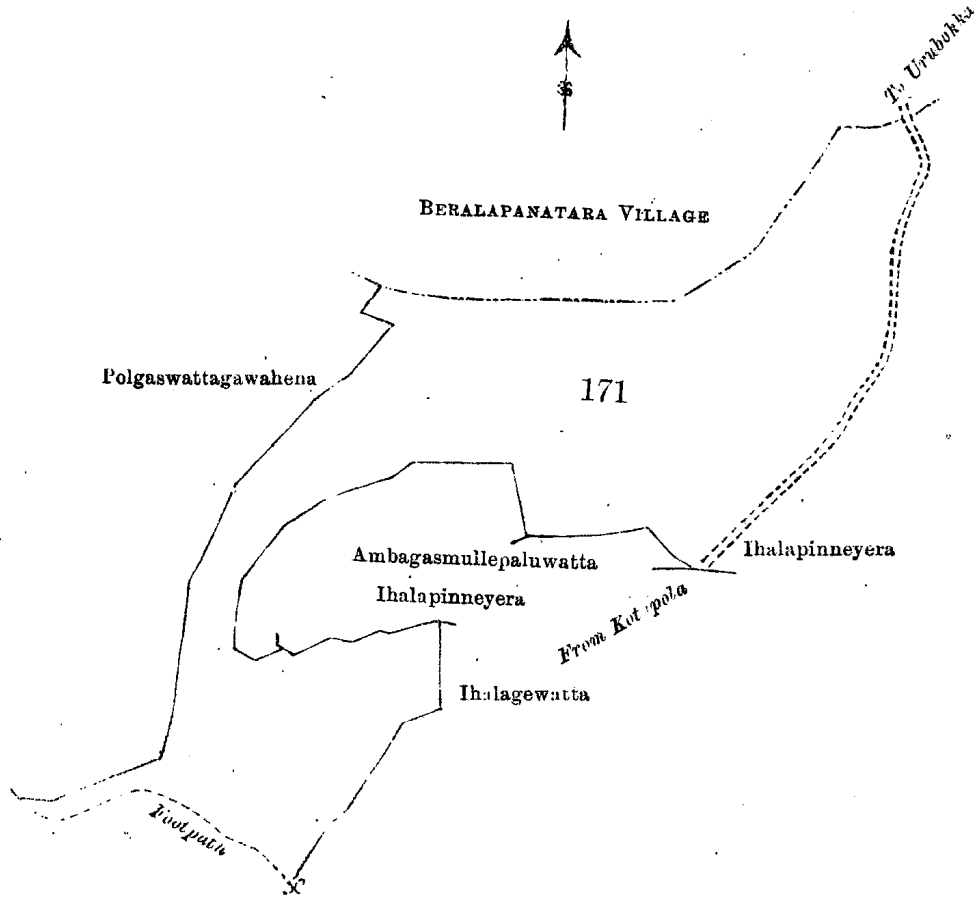 To Urubokka
BERALAPANATARA VILLAGE
Polgaswattagawahena
171
Ihalapinneyera
Ambagasmullepaluwatta
Ihalapinneyera
From Kotapola
Ihalagewatta
Footpath